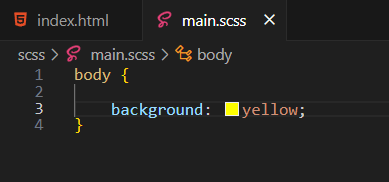 index.html main.scss
scss > main.scss > body
1 body {
2
3 background: yellow;
4 }